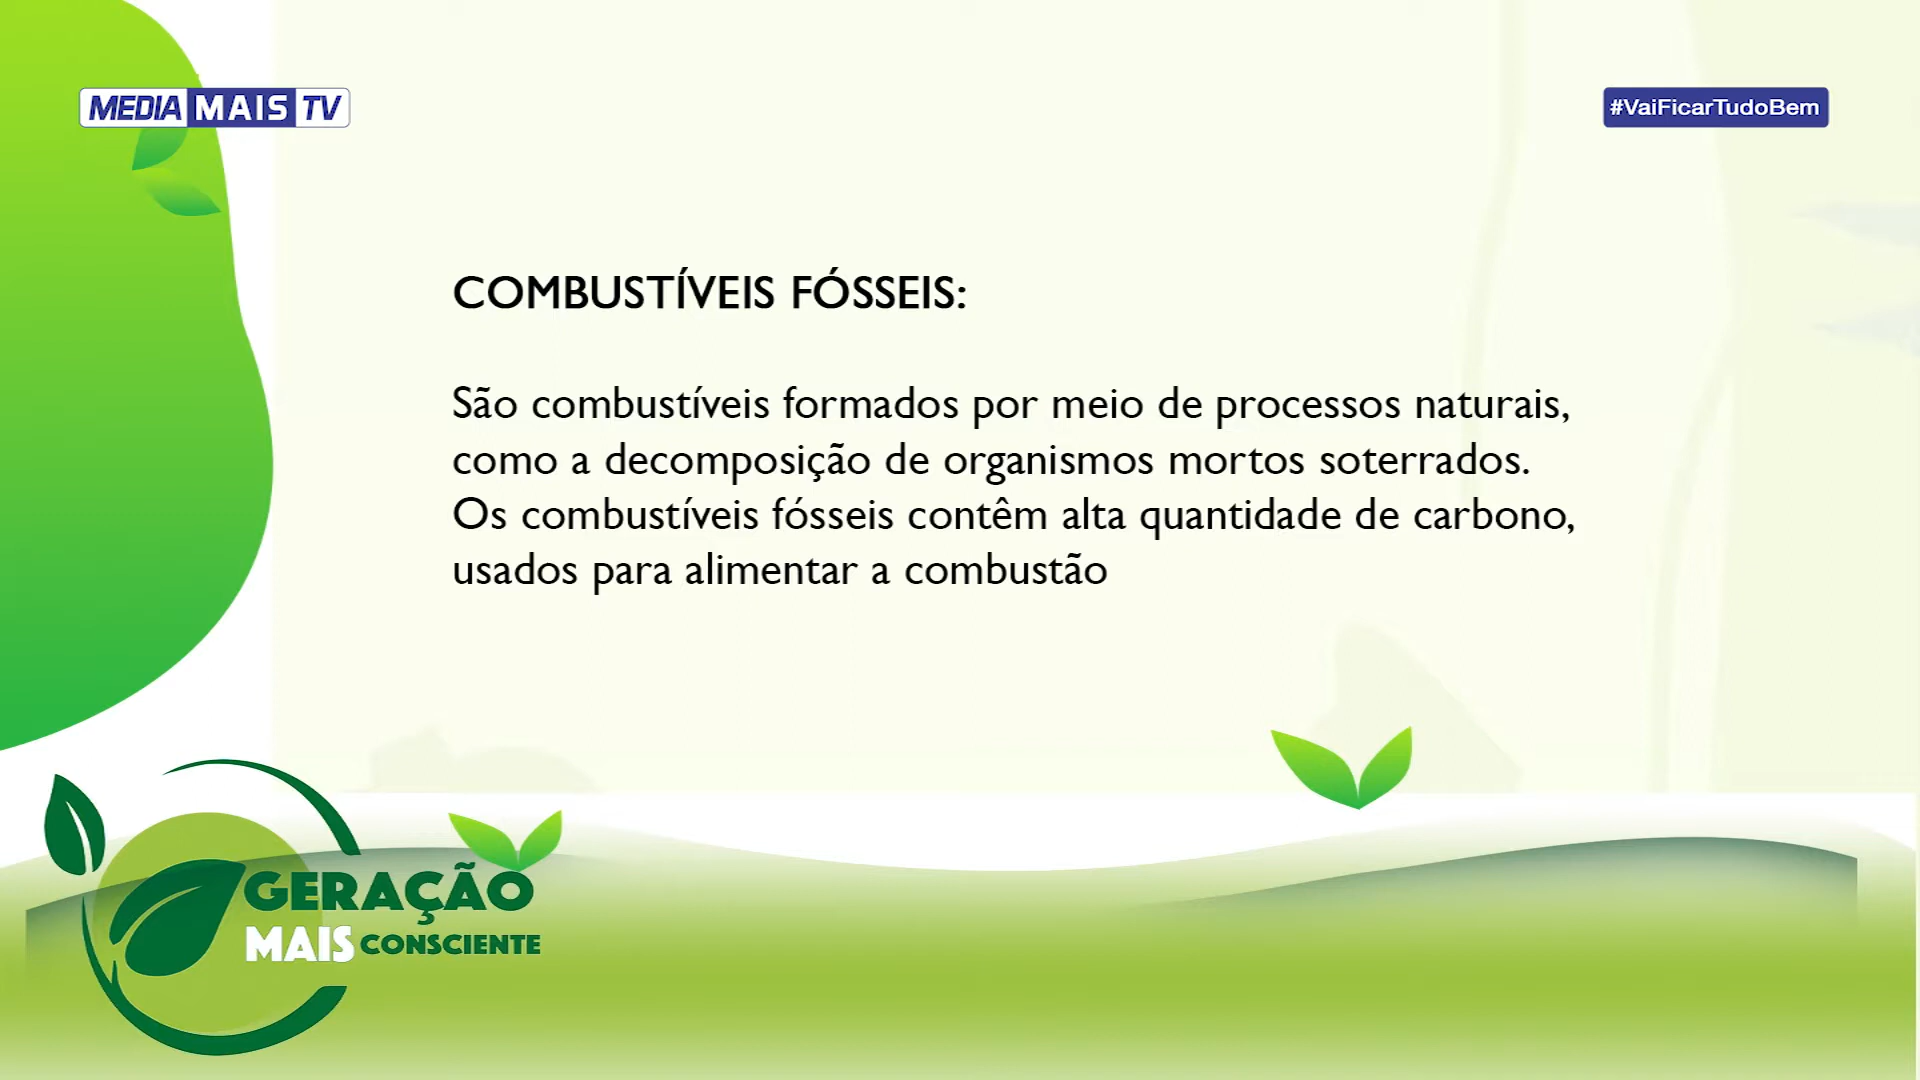 MEDIA MAIS TV
#VaiFicarTudoBem
COMBUSTÍVEIS FÓSSEIS:
São combustíveis formados por meio de processos naturais,
como a decomposição de organismos mortos soterrados.
Os combustíveis fósseis contêm alta quantidade de carbono,
usados para alimentar a combustão
GERAÇÃO
MAIS CONSCIENTE